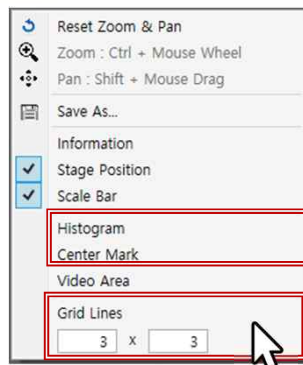 Reset Zoom & Pan
Zoom : Ctrl + Mouse Wheel
Pan : Shift + Mouse Drag
Save As...
Information
Stage Position
Scale Bar
Histogram
Center Mark
Video Area
Grid Lines
3 x 3